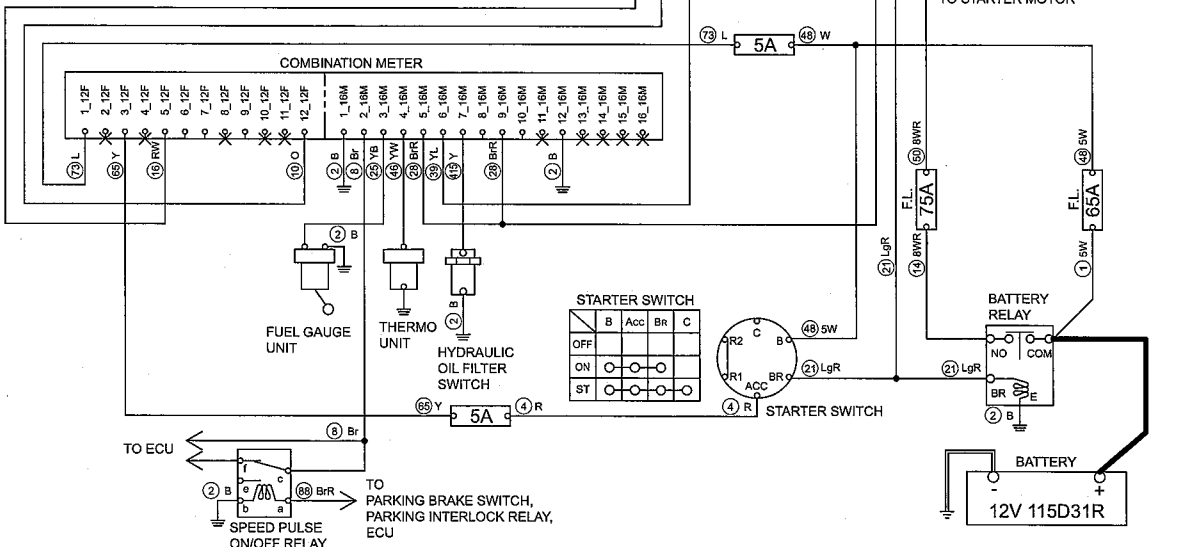 TO STARTER MOTOR
73 L
5A
48 W
COMBINATION METER
1_12F
2_12F
3_12F
4_12F
5_12F
6_12F
7_12F
8_12F
9_12F
10_12F
11_12F
12_12F
1_16M
2_16M
3_16M
4_16M
5_16M
6_16M
7_16M
8_16M
9_16M
10_16M
11_16M
12_16M
13_16M
14_16M
15_16M
16_16M
73 L
65 Y
16 RW
10 O
2 B
8 Br
25 YB
46 YW
28 BrR
39 YL
415 Y
28 BrR
2 B
50 8WR
48 5W
F.L.
75A
F.L.
65A
2 B
21 LgR
14 8WR
1 5W
FUEL GAUGE
UNIT
THERMO
UNIT
B
2
HYDRAULIC
OIL FILTER
SWITCH
STARTER SWITCH
B ACC BR C
OFF
ON
ST
C
R2
B
R1
BR
ACC
48 5W
21 LgR
4 R
STARTER SWITCH
BATTERY
RELAY
NO
COM
21 LgR
BR
E
2 B
65 Y
5A
4 R
8 Br
TO ECU
f
c
e
b
a
2 B
88 BrR
TO
PARKING BRAKE SWITCH,
PARKING INTERLOCK RELAY,
ECU
SPEED PULSE
ON/OFF RELAY
BATTERY
-
+
12V 115D31R